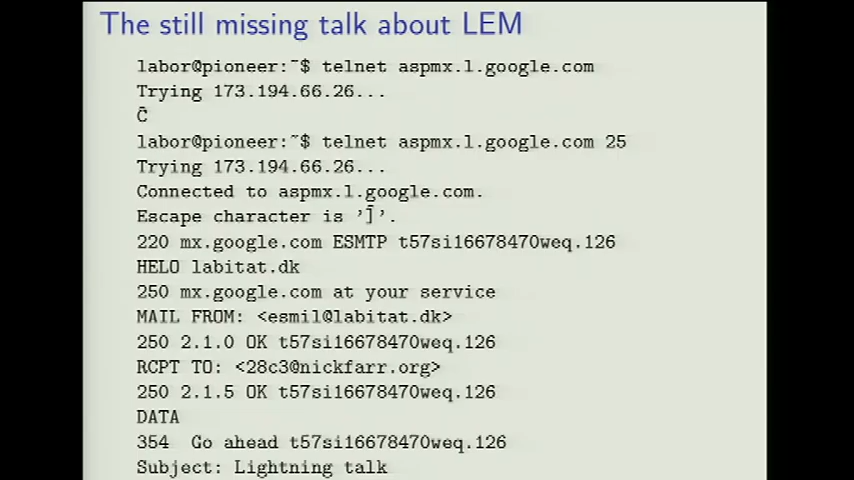 The still missing talk about LEM
labor@pioneer:~$ telnet aspmx.l.google.com
Trying 173.194.66.26...
C̄
labor@pioneer:~$ telnet aspmx.l.google.com 25
Trying 173.194.66.26...
Connected to aspmx.l.google.com.
Escape character is ’]̄’.
220 mx.google.com ESMTP t57si16678470weq.126
HELO labitat.dk
250 mx.google.com at your service
MAIL FROM: <esmil@labitat.dk>
250 2.1.0 OK t57si16678470weq.126
RCPT TO: <28c3@nickfarr.org>
250 2.1.5 OK t57si16678470weq.126
DATA
354  Go ahead t57si16678470weq.126
Subject: Lightning talk